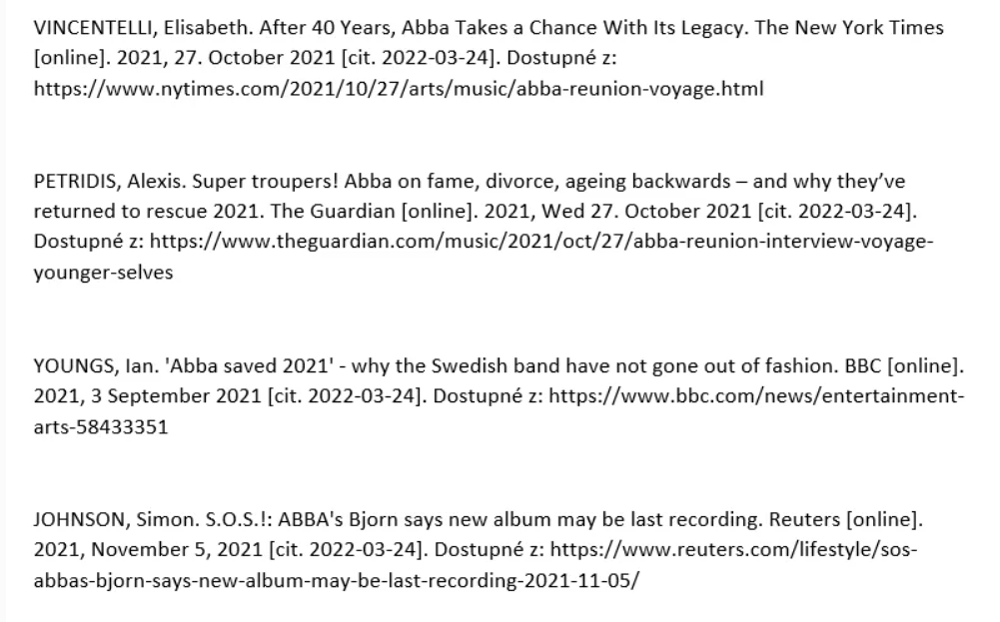 VINCENTELLI, Elisabeth. After 40 Years, Abba Takes a Chance With Its Legacy. The New York Times
[online]. 2021, 27. October 2021 [cit. 2022-03-24]. Dostupné z:
https://www.nytimes.com/2021/10/27/arts/music/abba-reunion-voyage.html
PETRIDIS, Alexis. Super troupers! Abba on fame, divorce, ageing backwards – and why they’ve
returned to rescue 2021. The Guardian [online]. 2021, Wed 27. October 2021 [cit. 2022-03-24].
Dostupné z: https://www.theguardian.com/music/2021/oct/27/abba-reunion-interview-voyage-
younger-selves
YOUNGS, Ian. 'Abba saved 2021' - why the Swedish band have not gone out of fashion. BBC [online].
2021, 3 September 2021 [cit. 2022-03-24]. Dostupné z: https://www.bbc.com/news/entertainment-
arts-58433351
JOHNSON, Simon. S.O.S.!: ABBA's Bjorn says new album may be last recording. Reuters [online].
2021, November 5, 2021 [cit. 2022-03-24]. Dostupné z: https://www.reuters.com/lifestyle/sos-
abbas-bjorn-says-new-album-may-be-last-recording-2021-11-05/